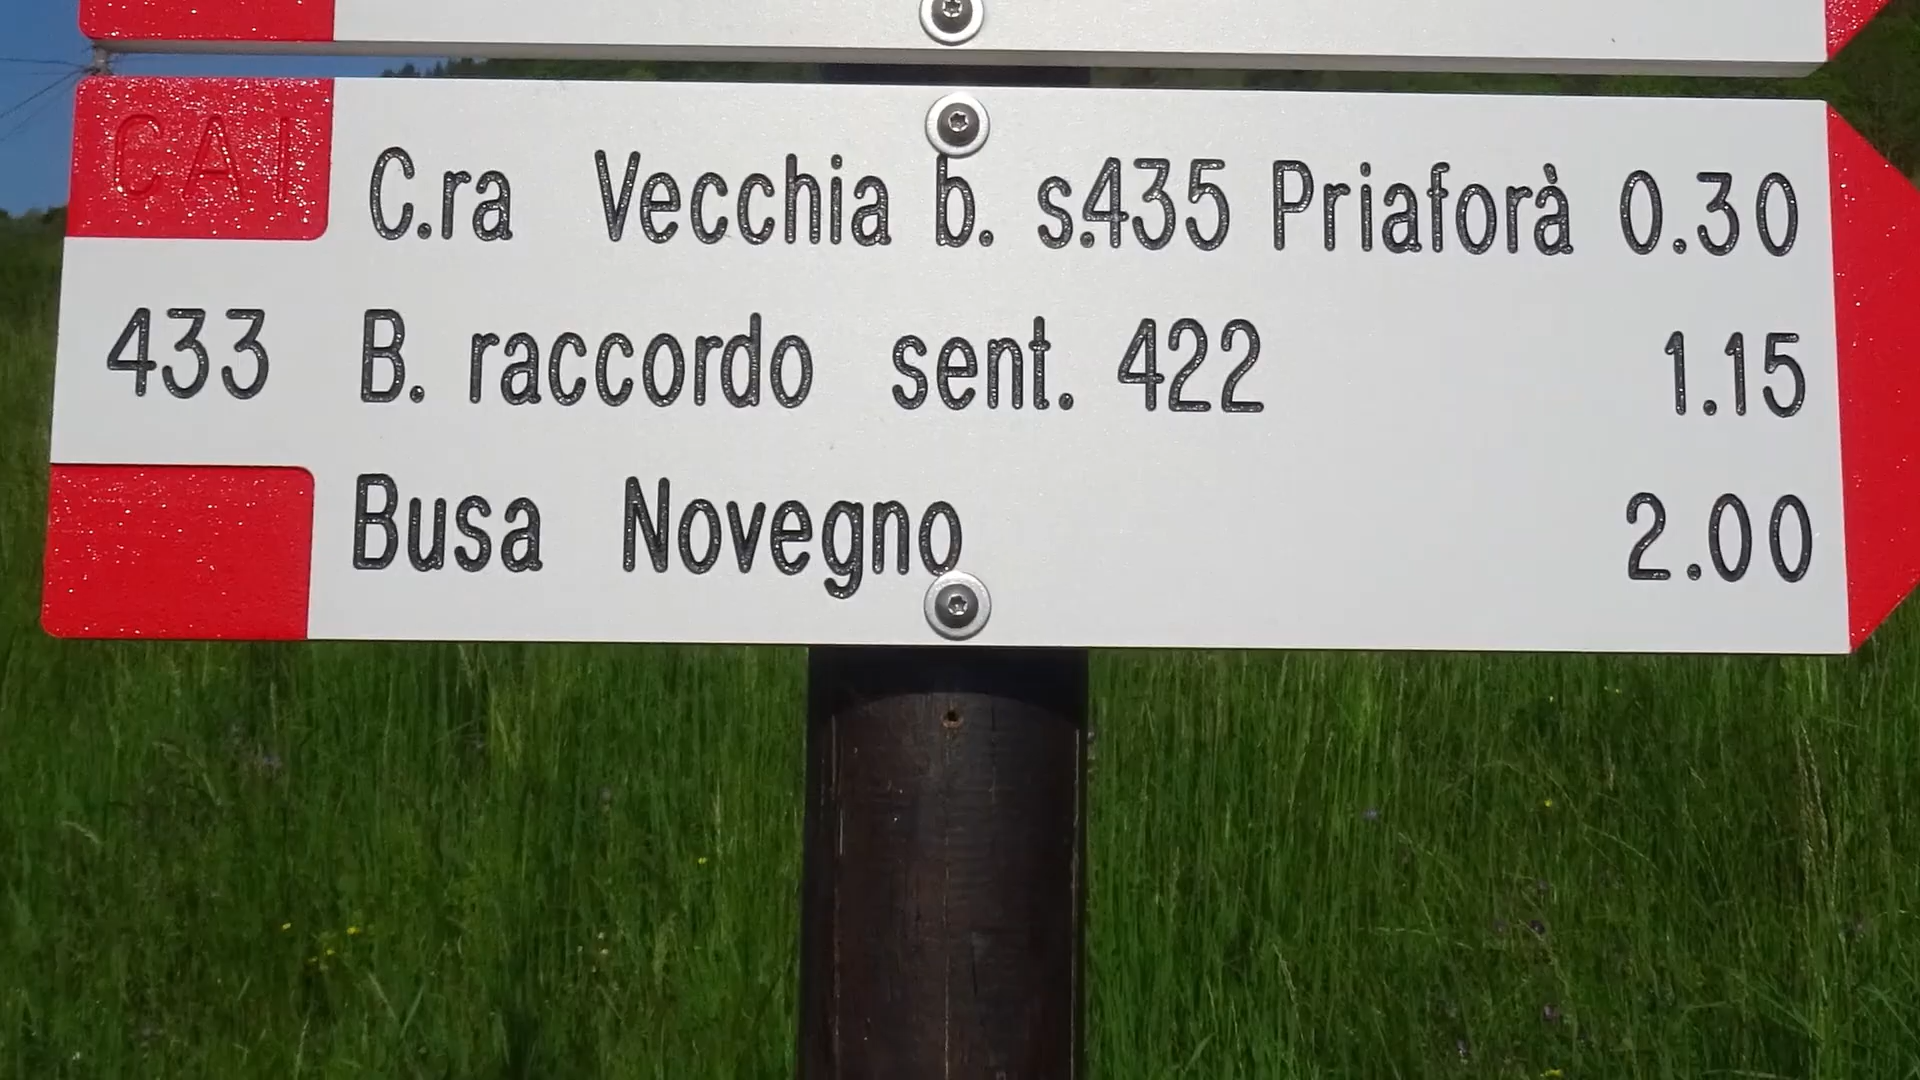 CAI
C.ra Vecchia b. s.435 Priaforà 0.30
433 B. raccordo sent. 422 1.15
Busa Novegno 2.00